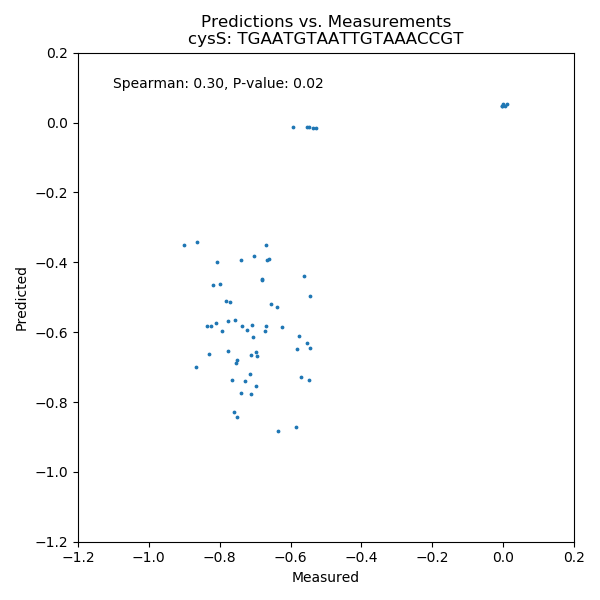 Predictions vs. Measurements
cysS: TGAATGTAATTGTAAACCGT
Spearman: 0.30, P-value: 0.02
0.2
0.0
−0.2
−0.4
−0.6
−0.8
−1.0
−1.2
Predicted
−1.2 −1.0 −0.8 −0.6 −0.4 −0.2 0.0 0.2
Measured